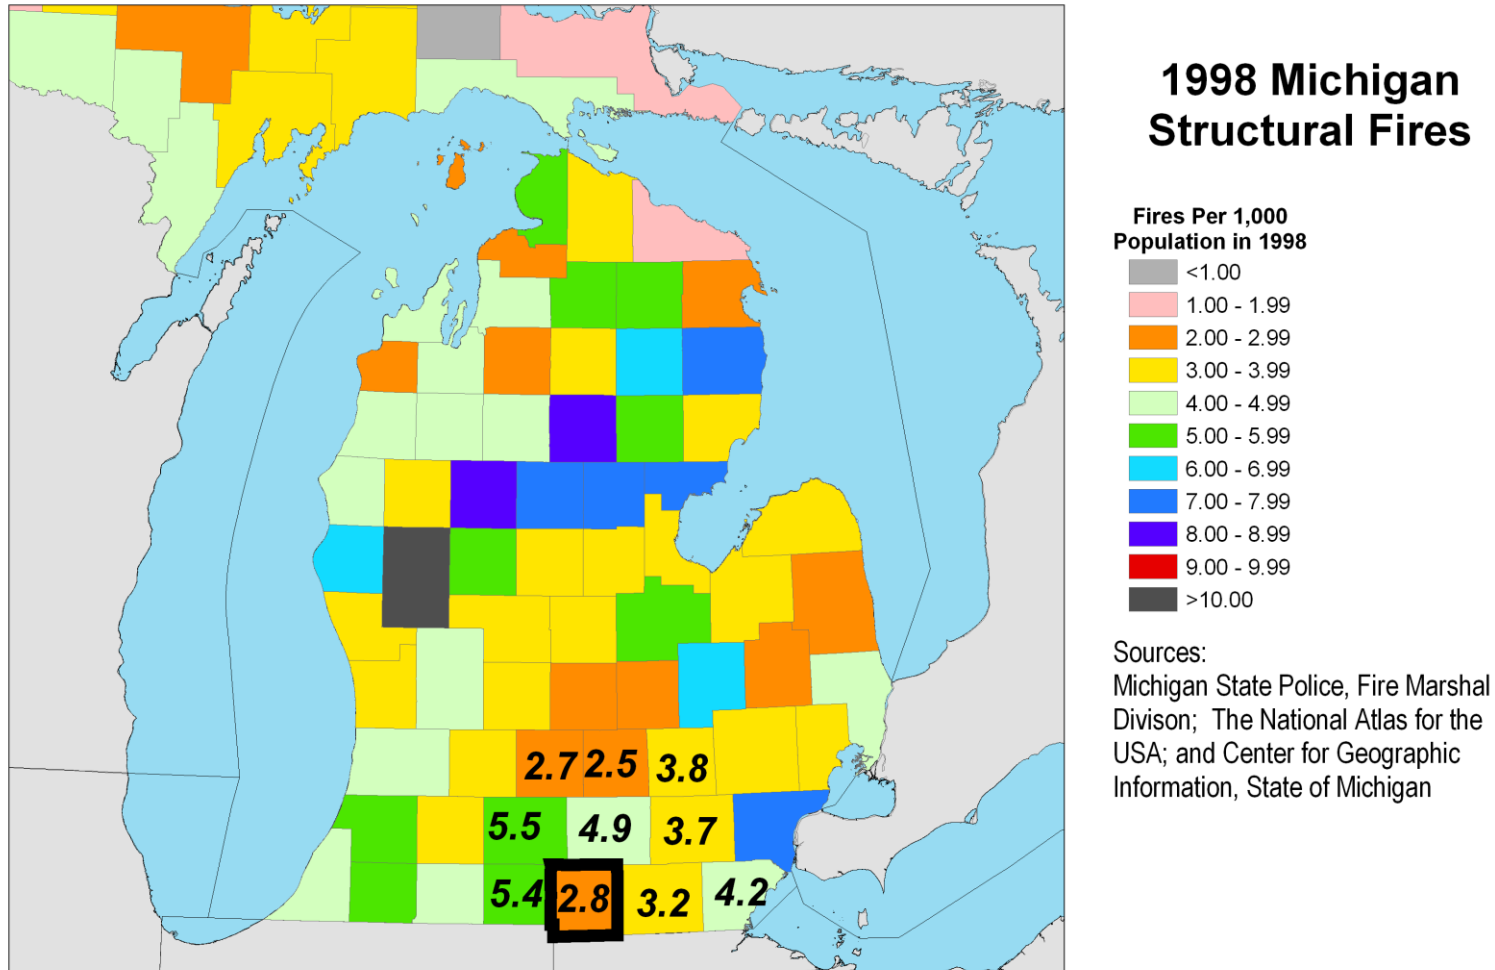 1998 Michigan
Structural Fires
Fires Per 1,000
Population in 1998
<1.00
1.00 - 1.99
2.00 - 2.99
3.00 - 3.99
4.00 - 4.99
5.00 - 5.99
6.00 - 6.99
7.00 - 7.99
8.00 - 8.99
9.00 - 9.99
>10.00
Sources:
Michigan State Police, Fire Marshal
Divison; The National Atlas for the
USA; and Center for Geographic
Information, State of Michigan
2.7 2.5 3.8
5.5 4.9 3.7
5.4 2.8 3.2 4.2